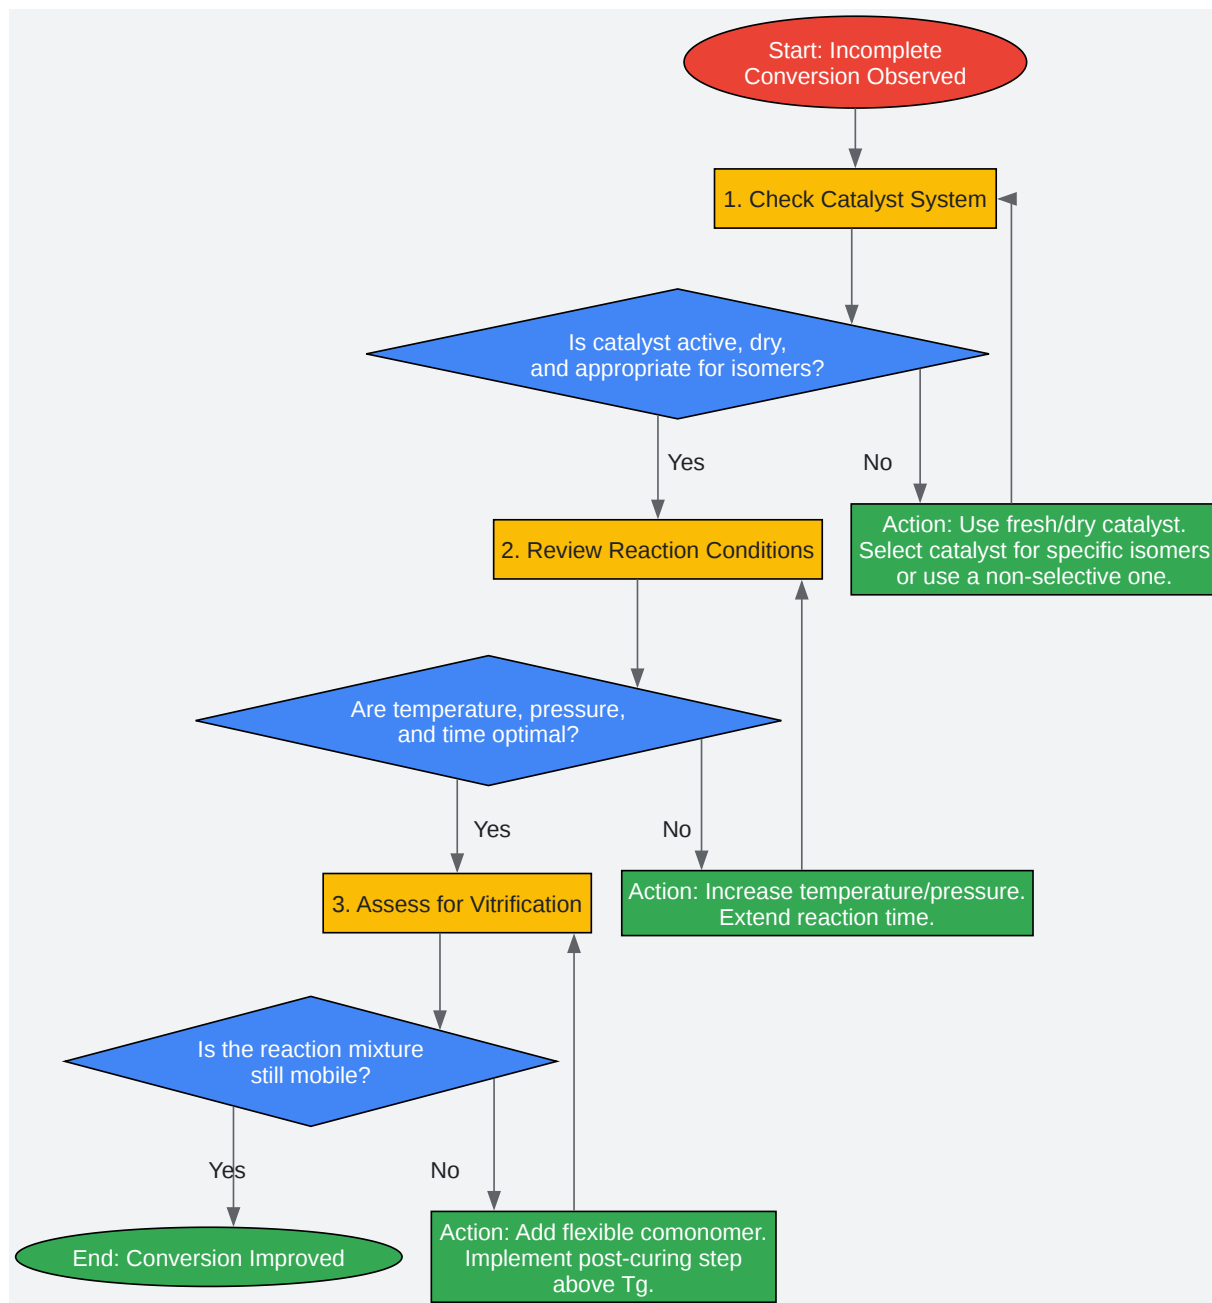 Start: Incomplete
Conversion Observed
1. Check Catalyst System
Is catalyst active, dry,
and appropriate for isomers?
Yes
No
Action: Use fresh/dry catalyst.
Select catalyst for specific isomers
or use a non-selective one.
2. Review Reaction Conditions
Are temperature, pressure,
and time optimal?
Yes
No
Action: Increase temperature/pressure.
Extend reaction time.
3. Assess for Vitrification
Is the reaction mixture
still mobile?
Yes
No
Action: Add flexible comonomer.
Implement post-curing step
above Tg.
End: Conversion Improved